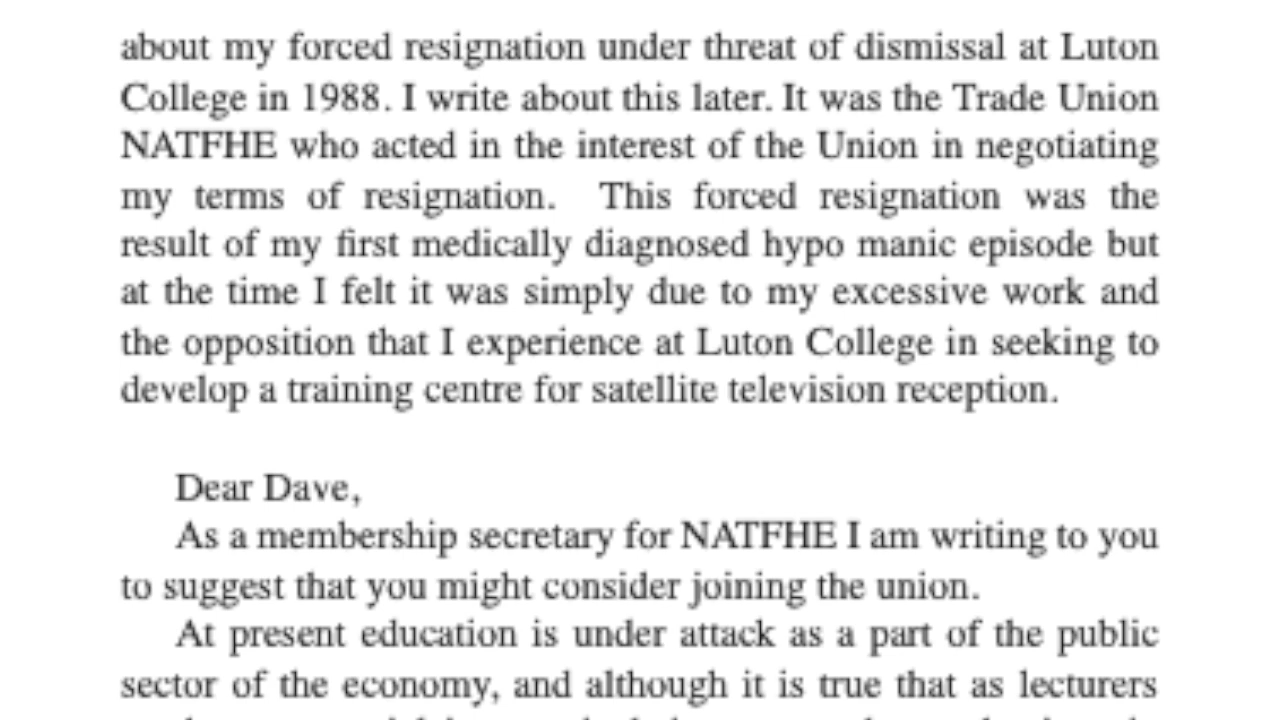 about my forced resignation under threat of dismissal at Luton
College in 1988. I write about this later. It was the Trade Union
NATFHE who acted in the interest of the Union in negotiating
my terms of resignation. This forced resignation was the
result of my first medically diagnosed hypo manic episode but
at the time I felt it was simply due to my excessive work and
the opposition that I experience at Luton College in seeking to
develop a training centre for satellite television reception.
Dear Dave,
As a membership secretary for NATFHE I am writing to you
to suggest that you might consider joining the union.
At present education is under attack as a part of the public
sector of the economy, and although it is true that as lecturers